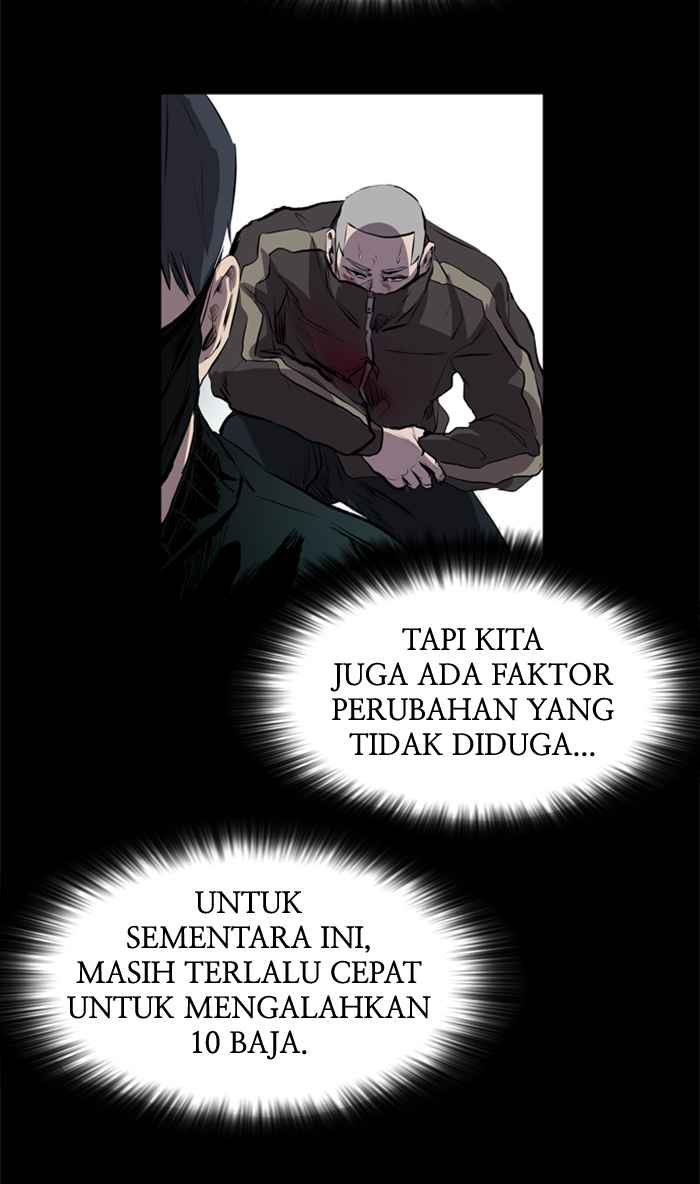 TAPI KITA
JUGA ADA FAKTOR
PERUBAHAN YANG
TIDAK DIDUGA...
UNTUK
SEMENTARA INI,
MASIH TERLALU CEPAT
UNTUK MENGALAHKAN
10 BAJA.